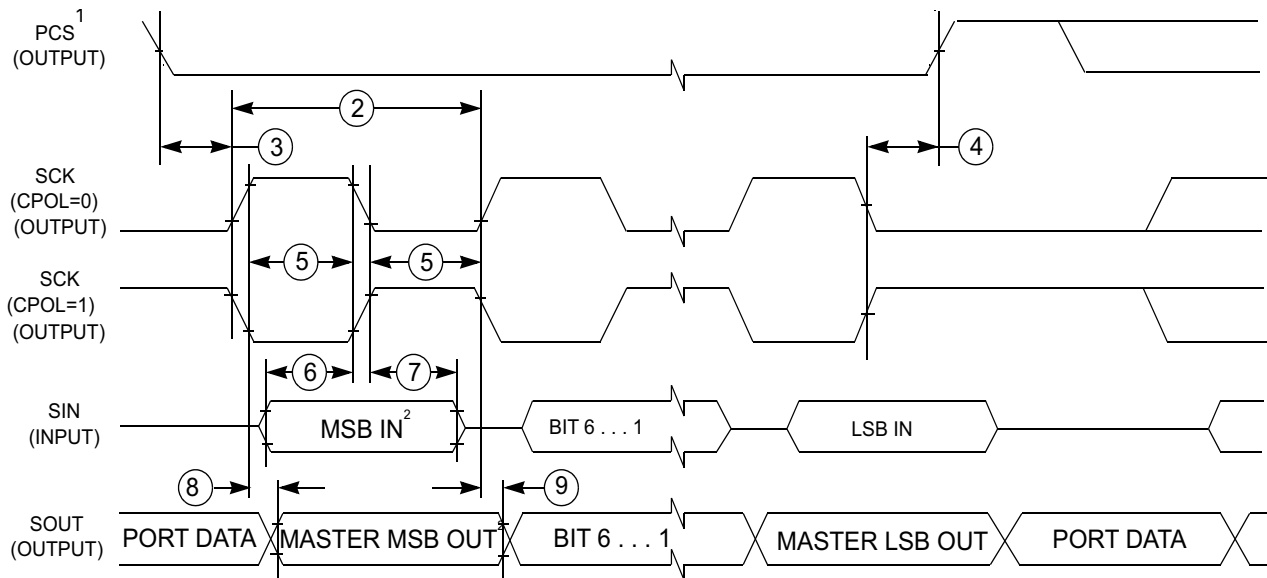 PCS1
(OUTPUT)
2
3
4
SCK
(CPOL=0)
(OUTPUT)
5
5
SCK
(CPOL=1)
(OUTPUT)
6
7
SIN
(INPUT)
MSB IN2
BIT 6 . . . 1
LSB IN
8
9
SOUT
(OUTPUT)
PORT DATA
MASTER MSB OUT2
BIT 6 . . . 1
MASTER LSB OUT
PORT DATA